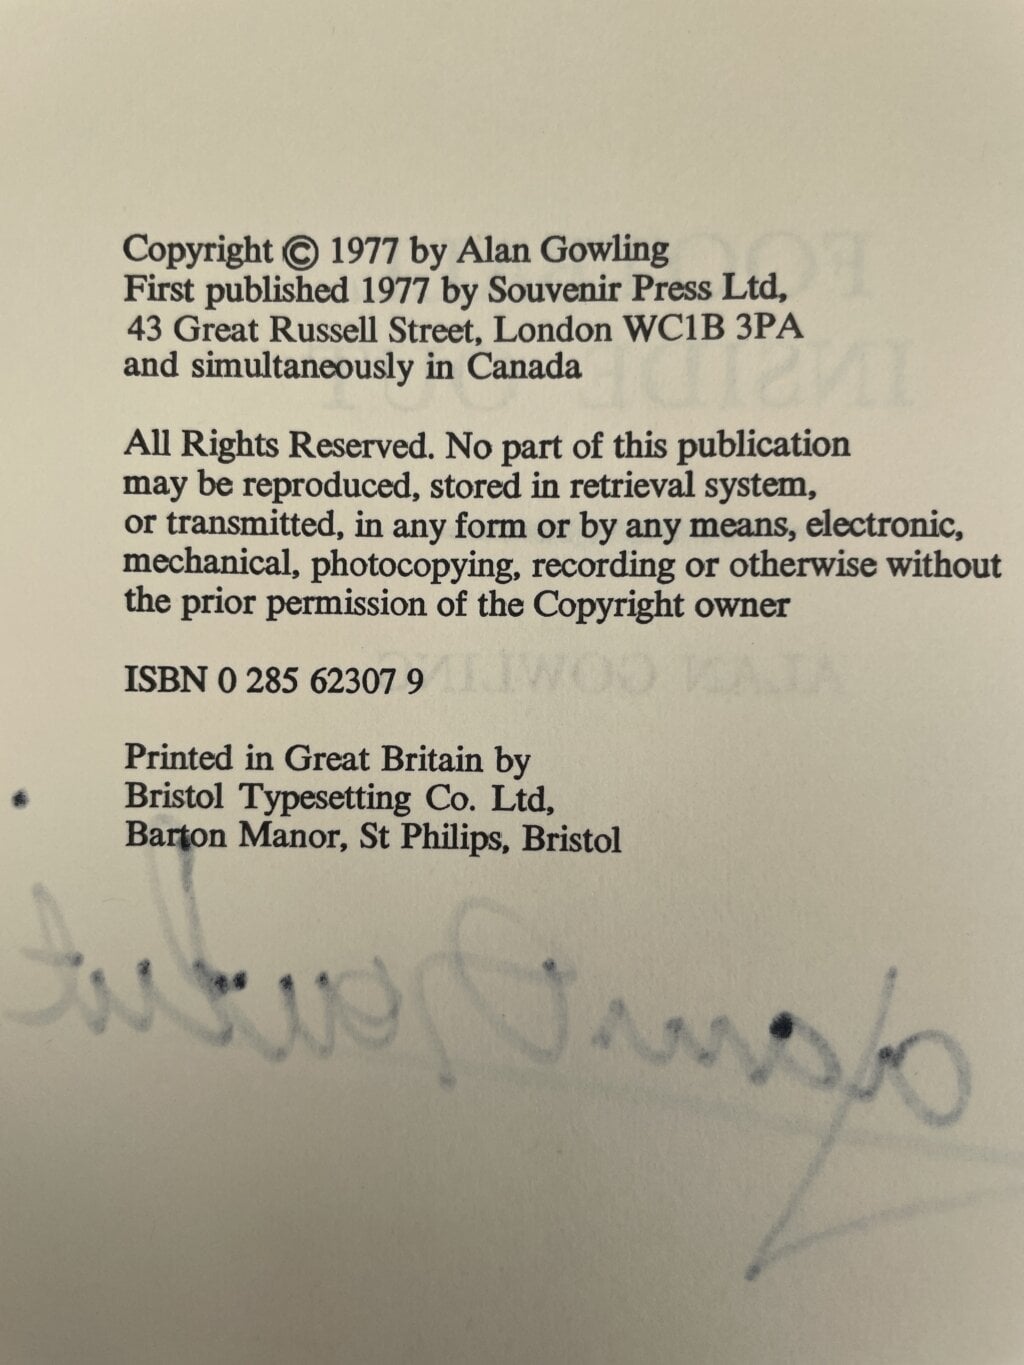 Copyright © 1977 by Alan Gowling
First published 1977 by Souvenir Press Ltd,
43 Great Russell Street, London WC1B 3PA
and simultaneously in Canada
All Rights Reserved. No part of this publication
may be reproduced, stored in retrieval system,
or transmitted, in any form or by any means, electronic,
mechanical, photocopying, recording or otherwise without
the prior permission of the Copyright owner
ISBN 0 285 62307 9
Printed in Great Britain by
Bristol Typesetting Co. Ltd,
Barton Manor, St Philips, Bristol
INSIDE OUT
ALAN GOWLING